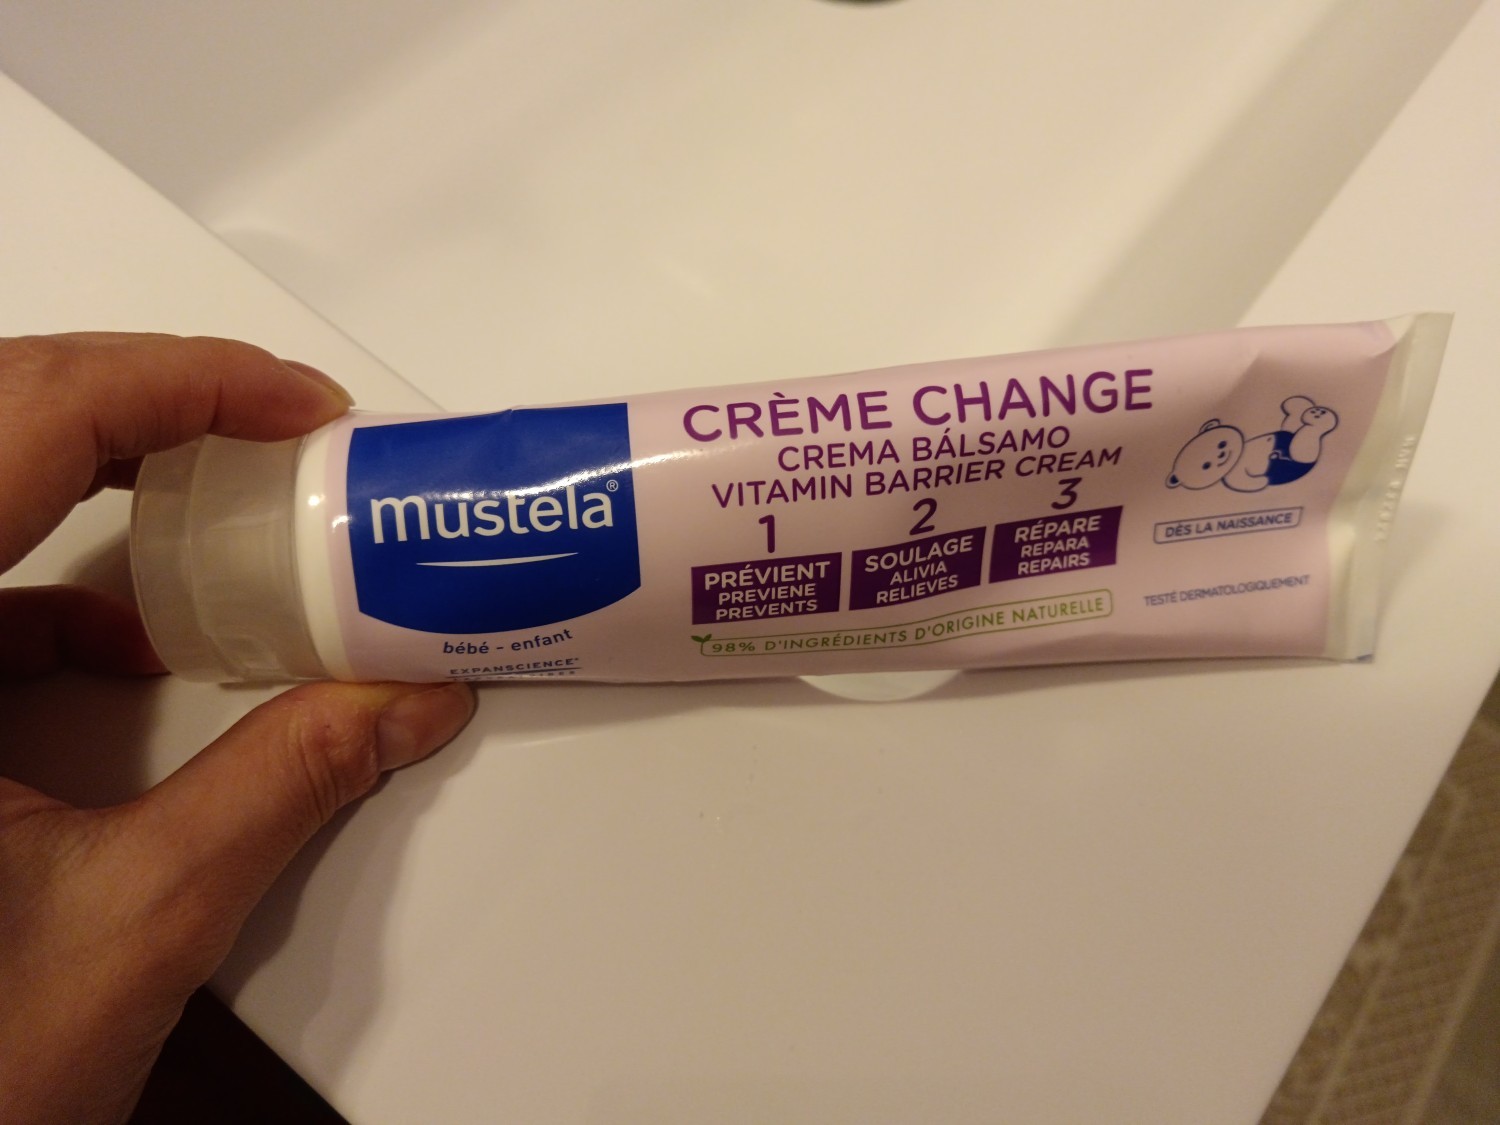 mustela®
bébé - enfant
EXPANSCIENCE®
CRÈME CHANGE
CREMA BÁLSAMO
VITAMIN BARRIER CREAM
1
PRÉVIENT
PREVIENE
PREVENTS
2
SOULAGE
ALIVIA
RELIEVES
3
RÉPARE
REPARA
REPAIRS
98% D'INGRÉDIENTS D'ORIGINE NATURELLE
DÈS LA NAISSANCE
TESTÉ DERMATOLOGIQUEMENT